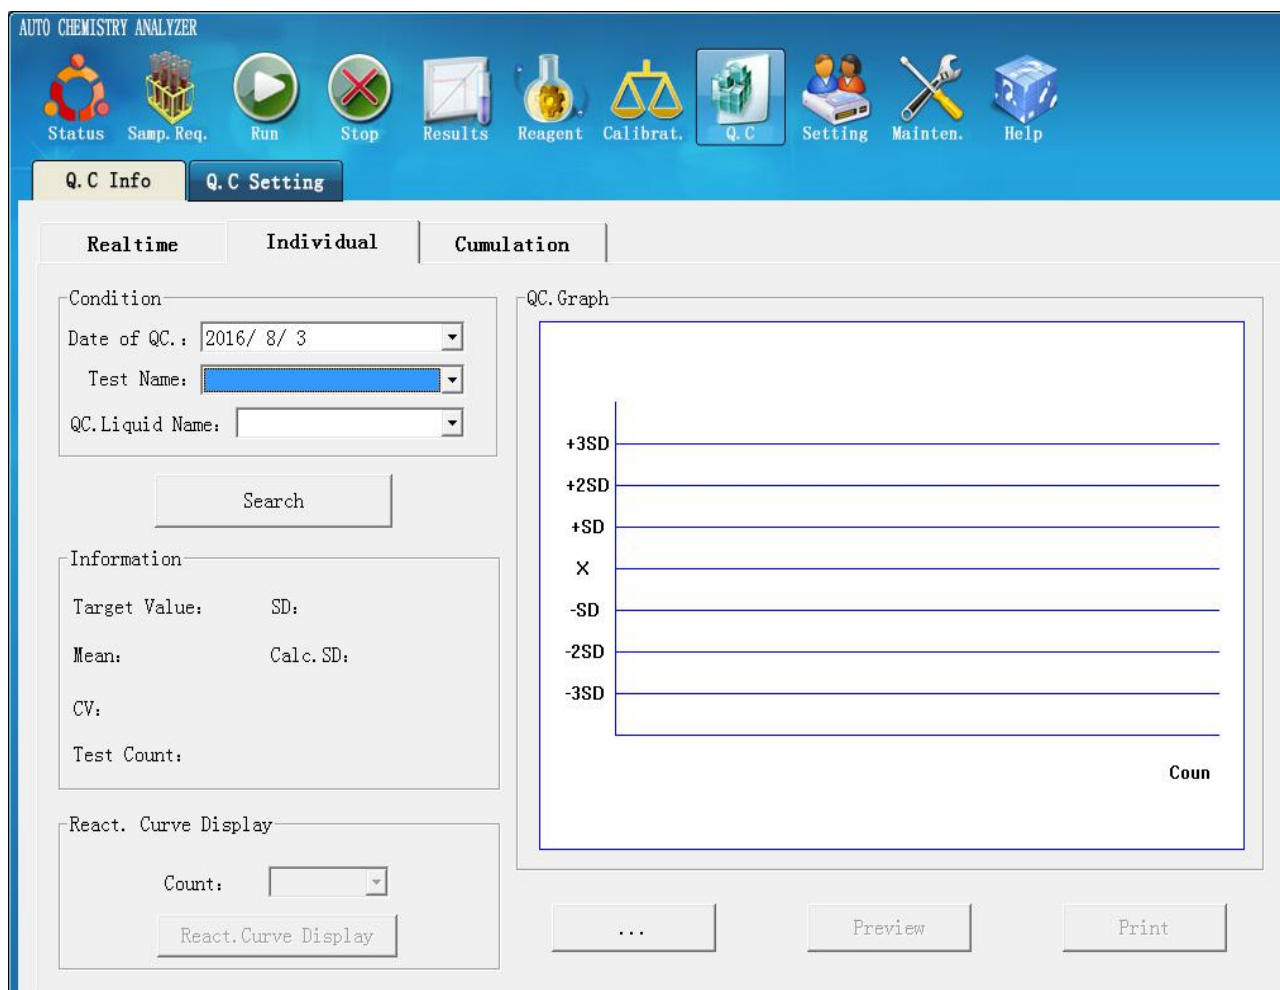 AUTO CHEMISTRY ANALYZER
Status Samp.Req. Run Stop Results Reagent Calibrat. Q.C Setting Mainten. Help
Q.C Info Q.C Setting
Realtime Individual Cumulation
Condition
Date of QC.: 2016/ 8/ 3
Test Name:
QC.Liquid Name:
Search
Information
Target Value: SD:
Mean: Calc.SD:
CV:
Test Count:
React. Curve Display
Count:
React.Curve Display
QC.Graph
+3SD
+2SD
+SD
X
-SD
-2SD
-3SD
Coun
... Preview Print